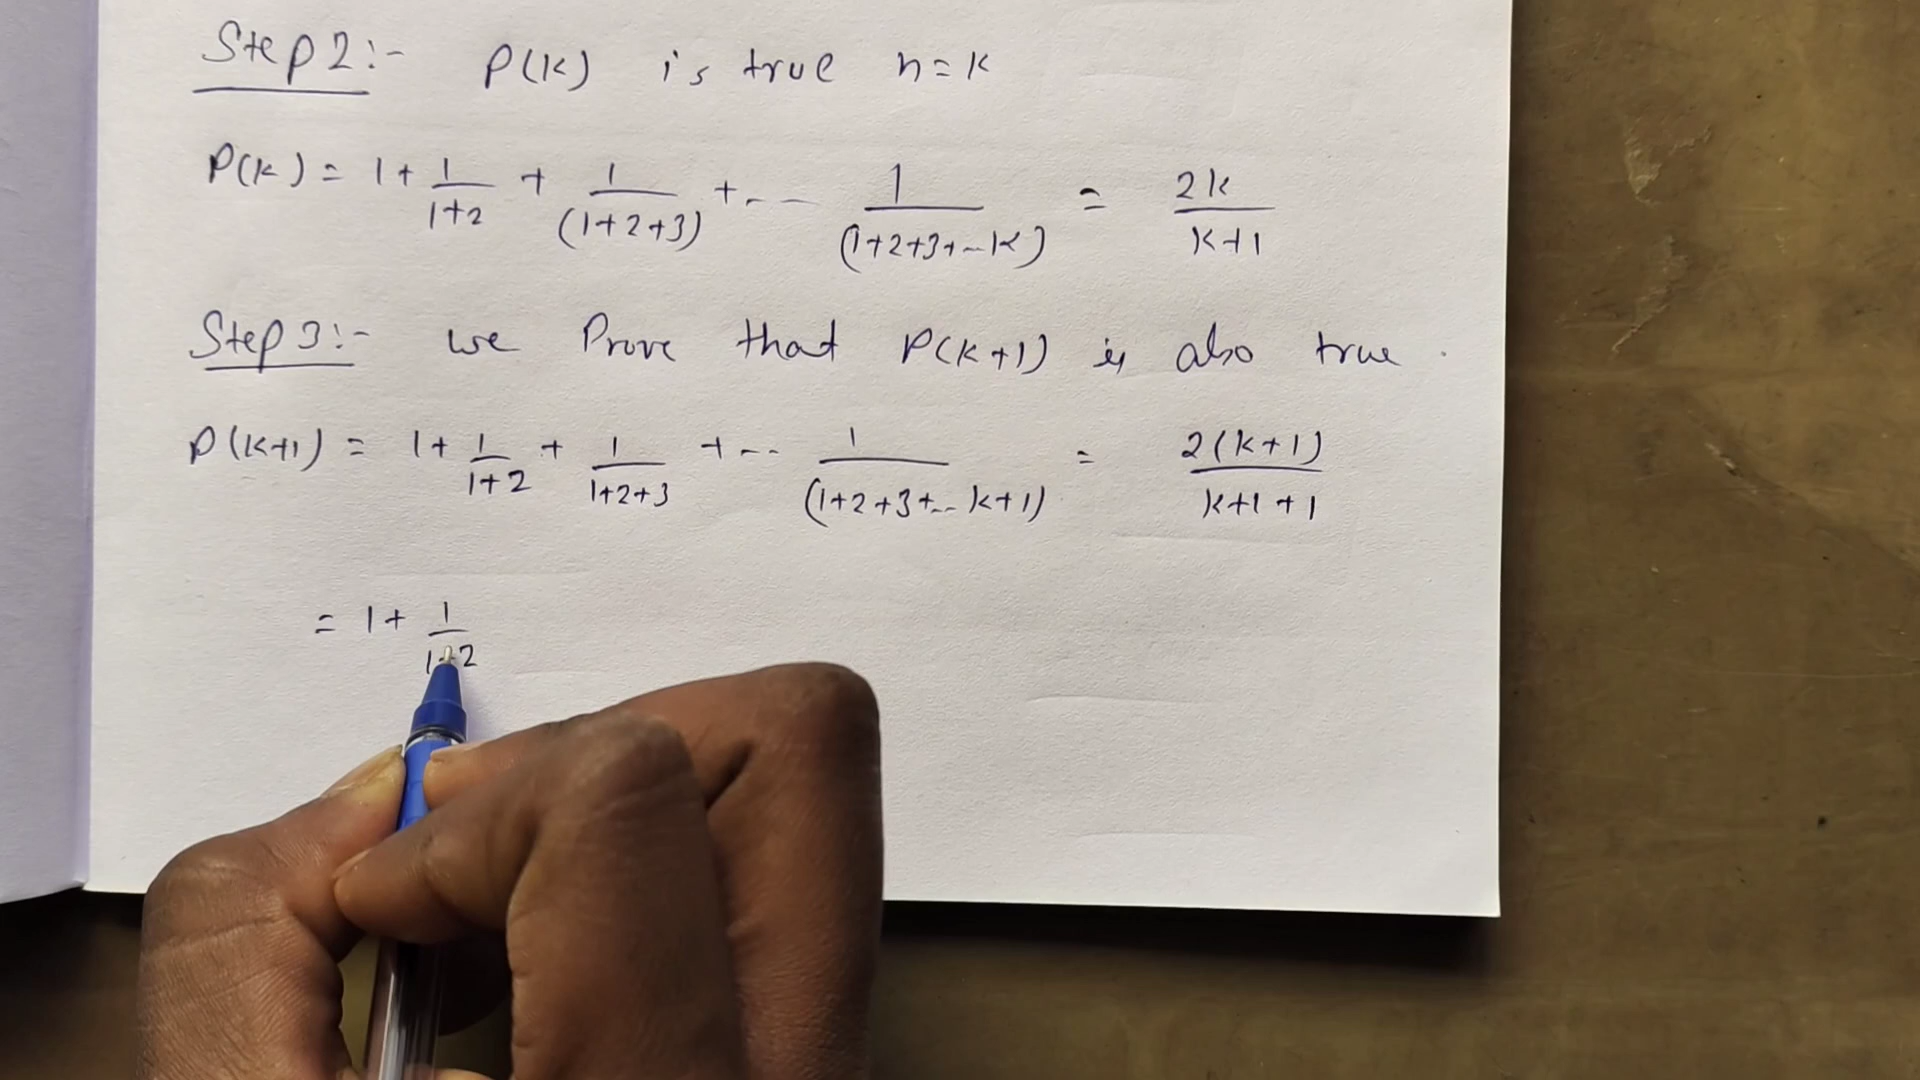 Step 2:- P(k) is true n=k
P(k) = 1 + 1/(1+2) + 1/(1+2+3) + .. -- 1/(1+2+3+--k) = 2k/(k+1)
Step 3:- we Prove that P(k+1) is also true.
P(k+1) = 1 + 1/(1+2) + 1/(1+2+3) + -- 1/(1+2+3+--k+1) = 2(k+1)/(k+1+1)
= 1 + 1/(1+2)